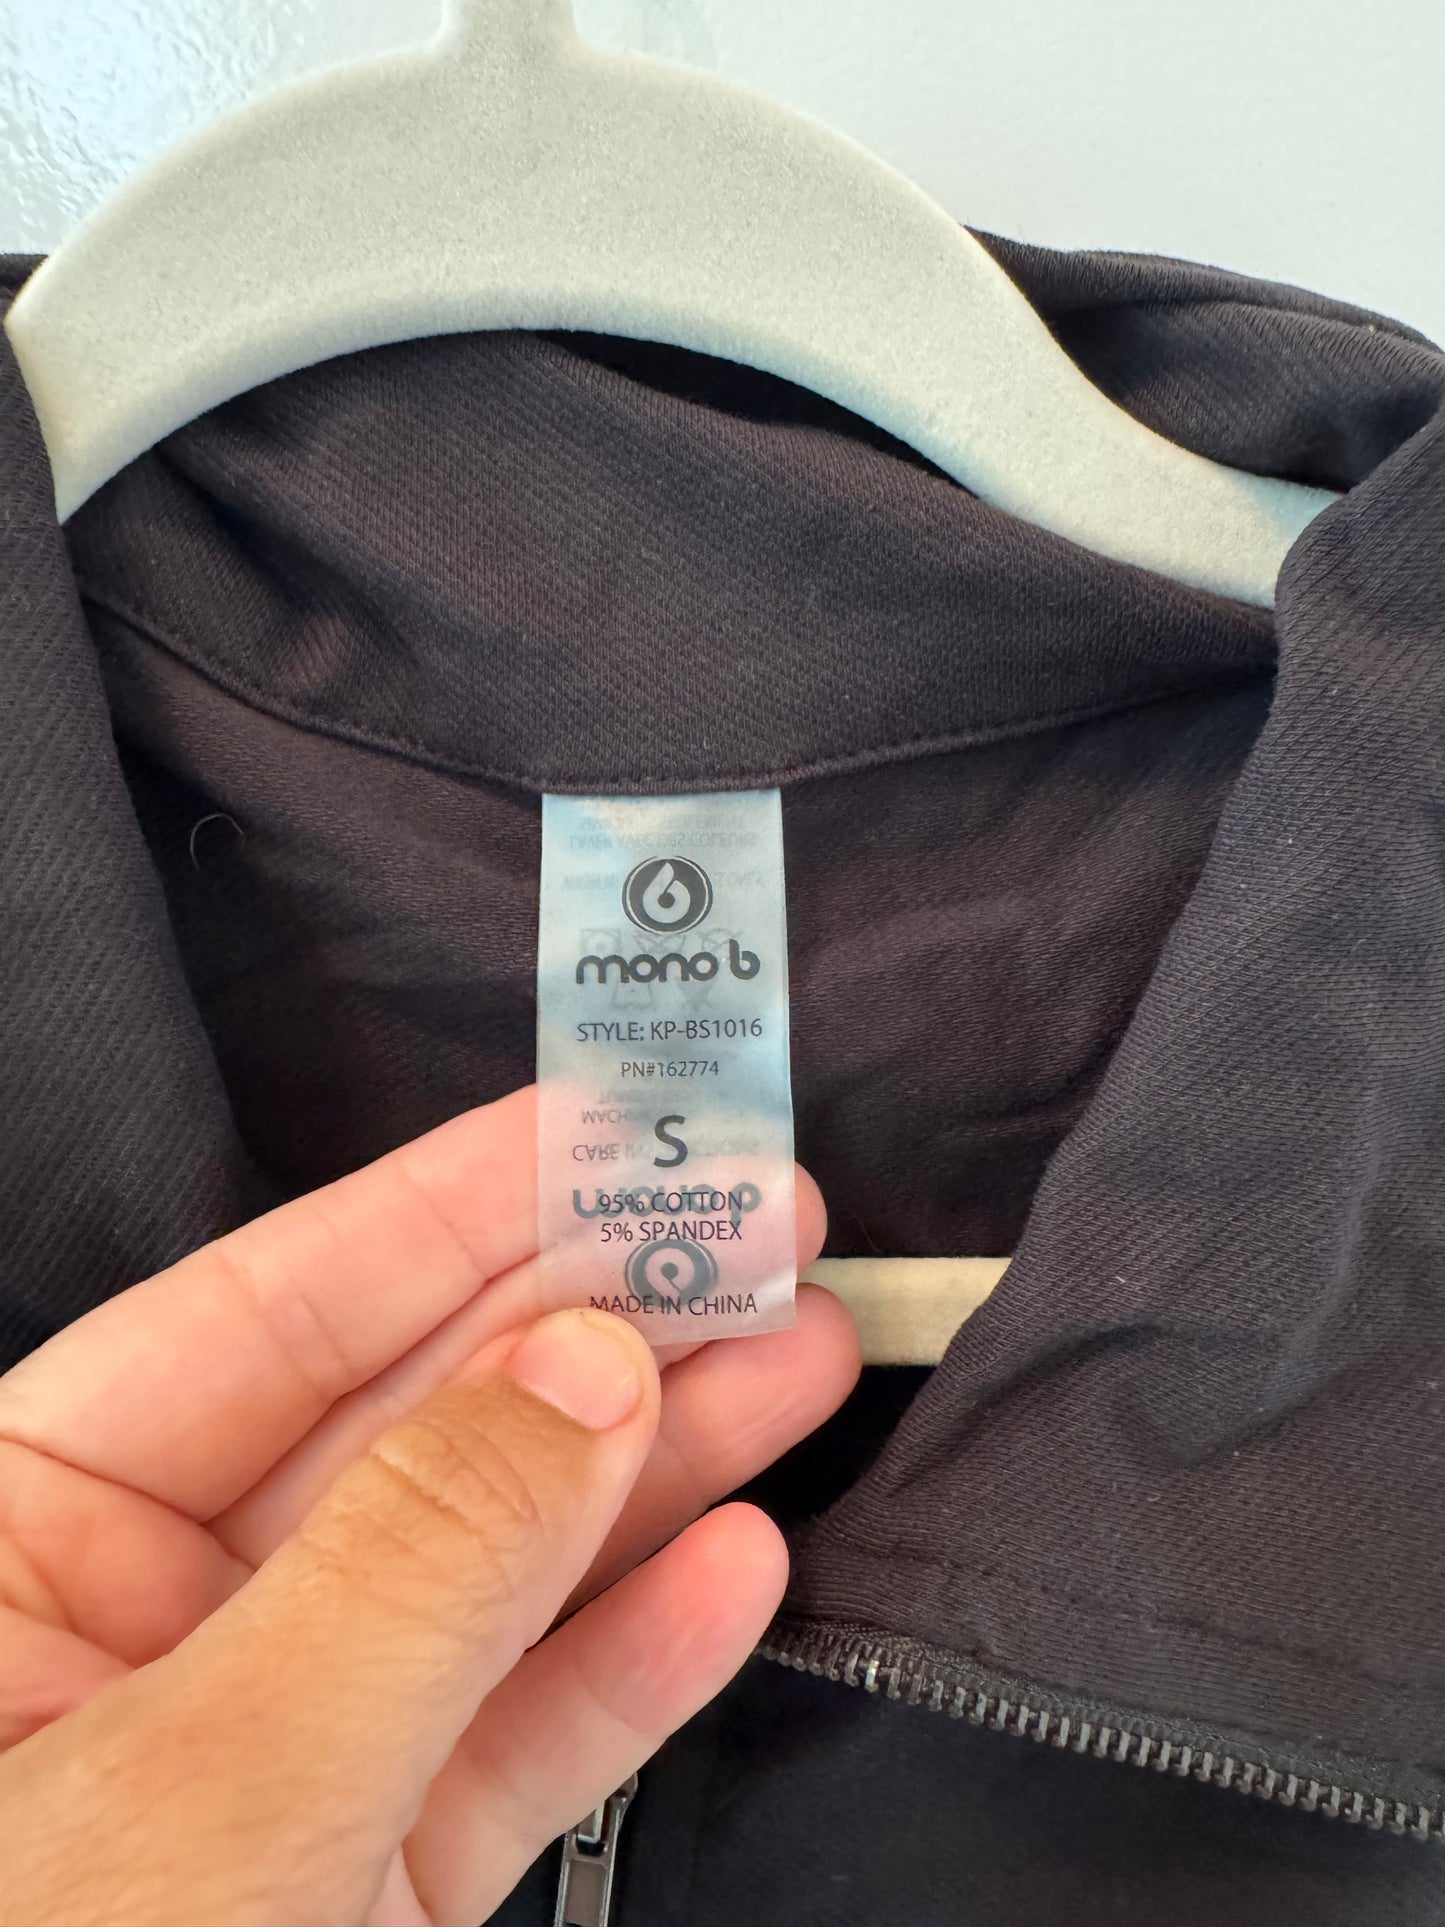 mono b
STYLE: KP-BS1016
PN#162774
S
95% COTTON
5% SPANDEX
MADE IN CHINA